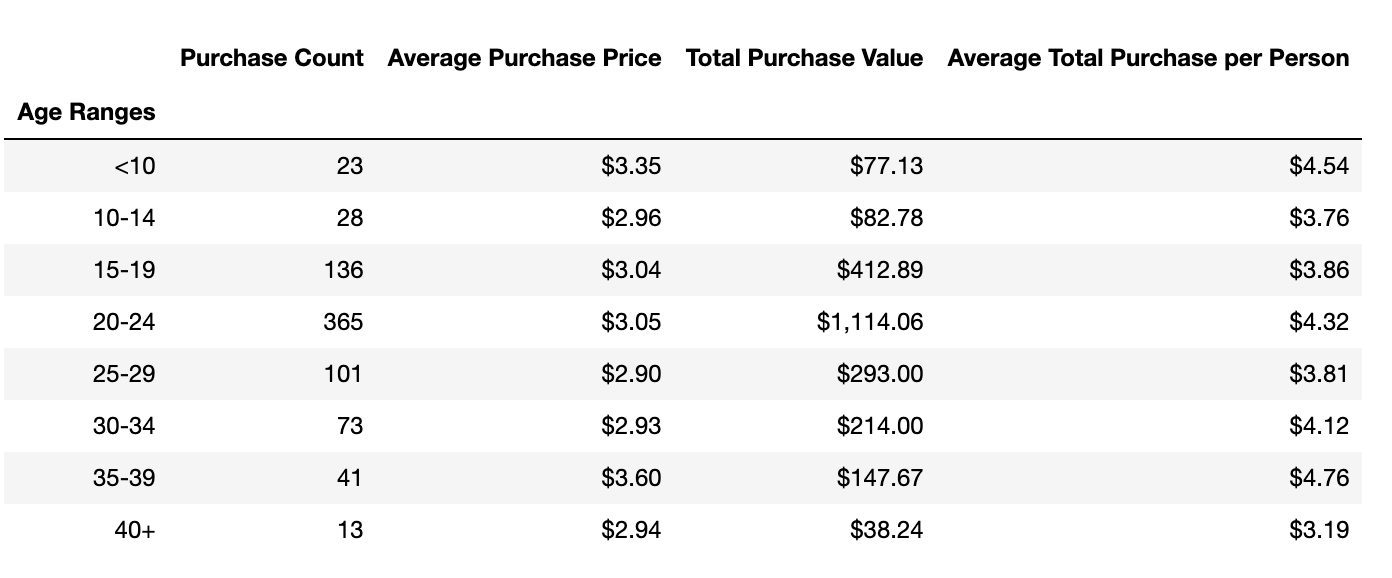 Purchase Count Average Purchase Price Total Purchase Value Average Total Purchase per Person
Age Ranges
<10 23 $3.35 $77.13 $4.54
10-14 28 $2.96 $82.78 $3.76
15-19 136 $3.04 $412.89 $3.86
20-24 365 $3.05 $1,114.06 $4.32
25-29 101 $2.90 $293.00 $3.81
30-34 73 $2.93 $214.00 $4.12
35-39 41 $3.60 $147.67 $4.76
40+ 13 $2.94 $38.24 $3.19